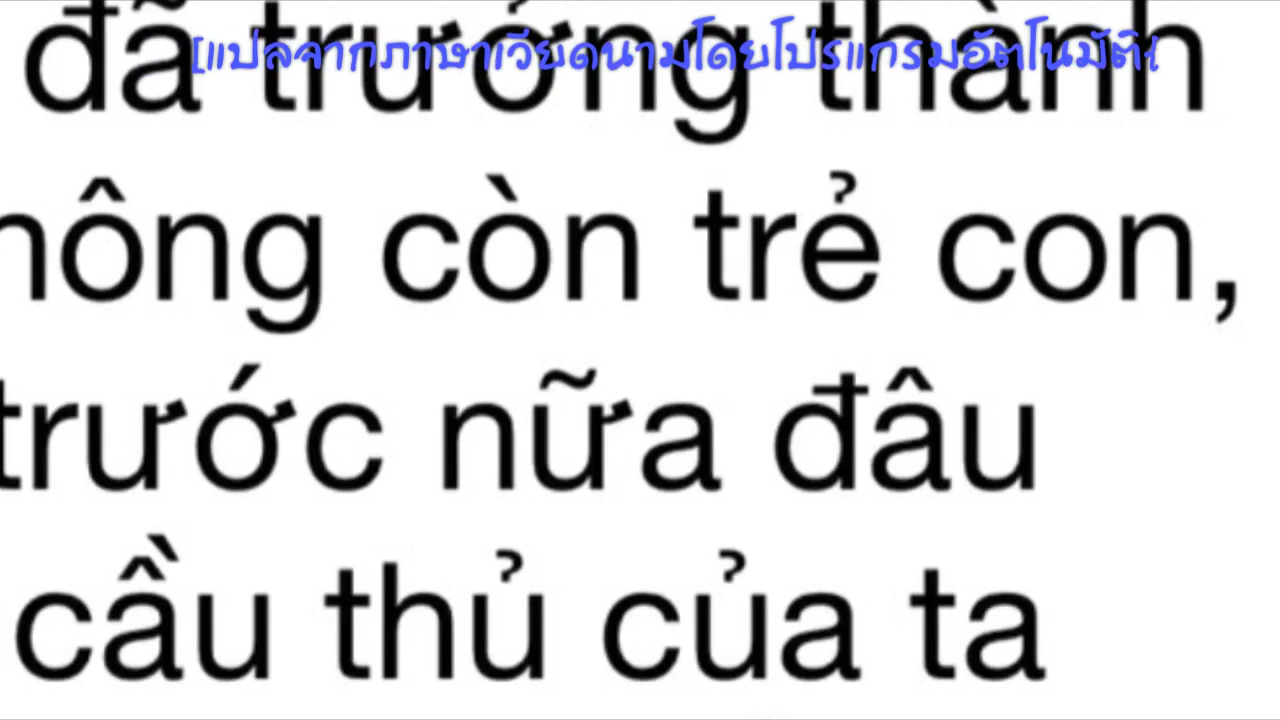 [แปลจากภาษาเวียดนามโดยโปรแกรมอัตโนมัติ]
đã trưởng thành
hông còn trẻ con,
trước nữa đâu
cầu thủ của ta